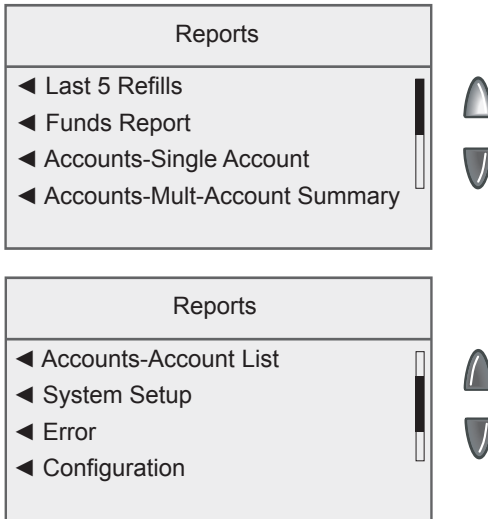 Reports
◄ Last 5 Refills
◄ Funds Report
◄ Accounts-Single Account
◄ Accounts-Mult-Account Summary
Reports
◄ Accounts-Account List
◄ System Setup
◄ Error
◄ Configuration